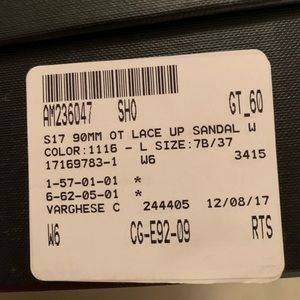 AM236047 SHO GT_60
S17 90MM OT LACE UP SANDAL W
COLOR:1116 - L SIZE:7B/37
17169783-1 W6 3415
1-57-01-01 *
6-62-05-01 *
VARGHESE C 244405 12/08/17
W6 CG-E92-09 RTS